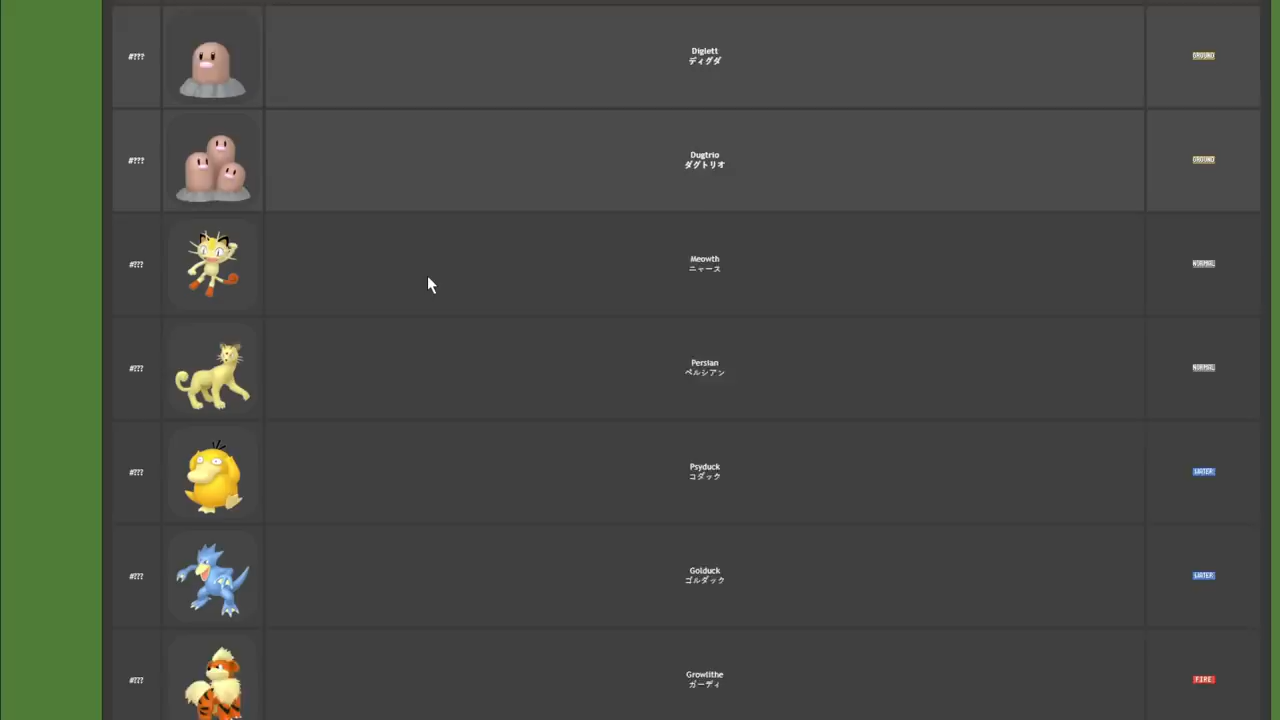 #???
Diglett
ディグダ
GROUND
#???
Dugtrio
ダグトリオ
GROUND
#???
Meowth
ニャース
NORMAL
#???
Persian
ペルシアン
NORMAL
#???
Psyduck
コダック
WATER
#???
Golduck
ゴルダック
WATER
#???
Growlithe
ガーディ
FIRE